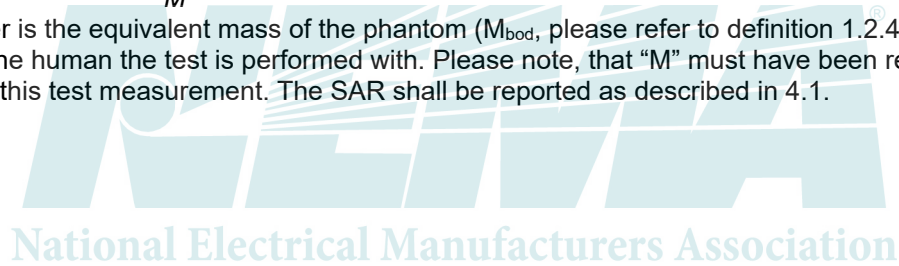 M
r is the equivalent mass of the phantom (Mbod, please refer to definition 1.2.4
ne human the test is performed with. Please note, that “M” must have been re
this test measurement. The SAR shall be reported as described in 4.1.
NEMA ®
National Electrical Manufacturers Association